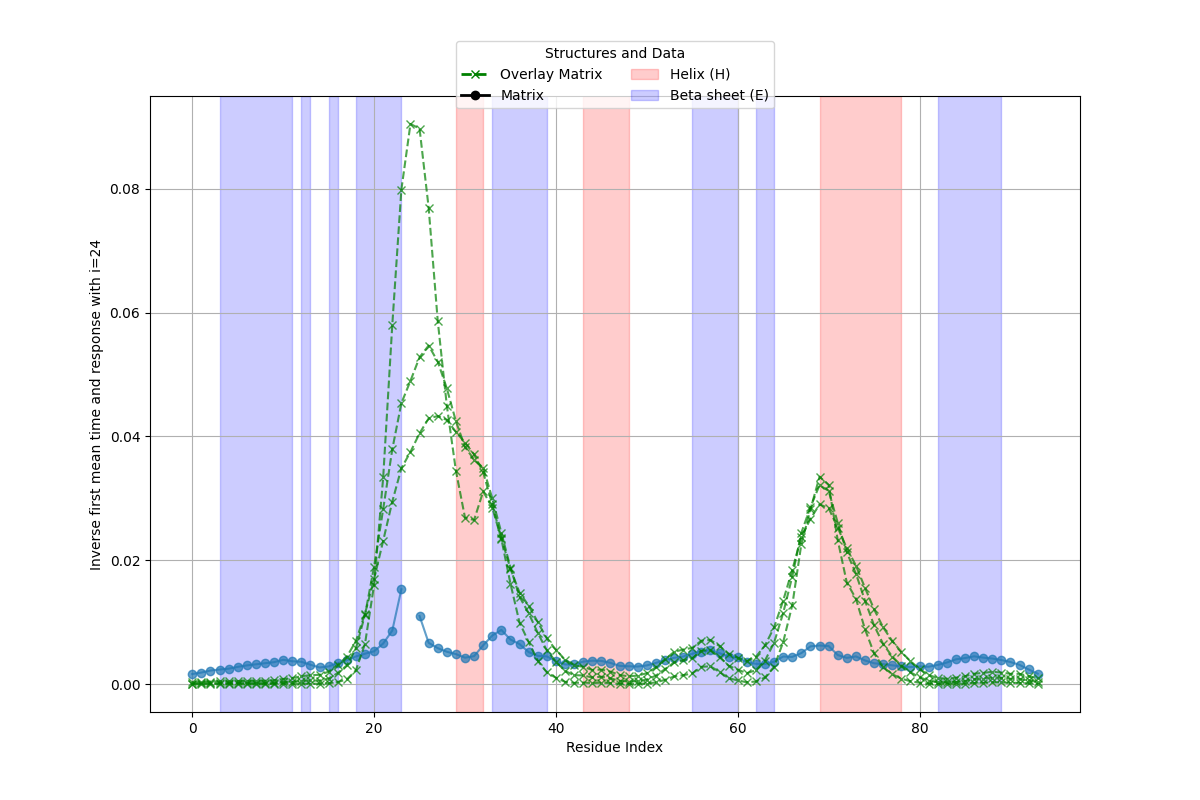 Structures and Data
Overlay Matrix
Matrix
Helix (H)
Beta sheet (E)
Inverse first mean time and response with i=24
0.08
0.06
0.04
0.02
0.00
0
20
40
60
80
Residue Index